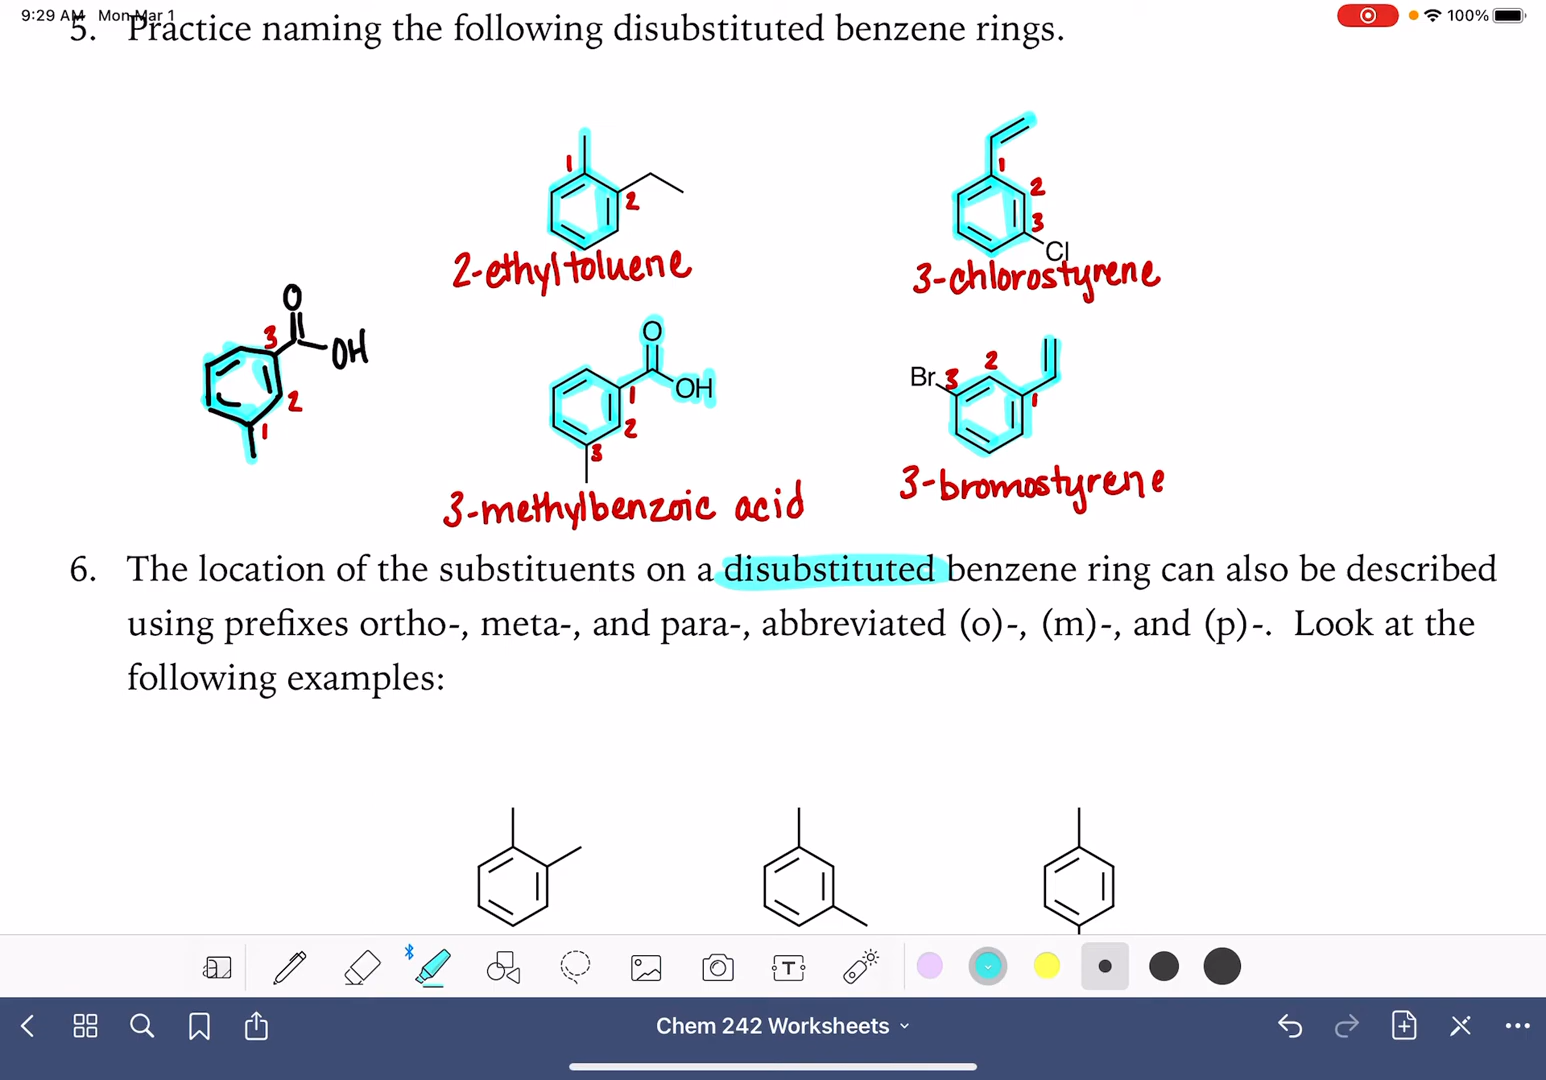 9:29 AM Mon Mar 1
100%
5. Practice naming the following disubstituted benzene rings.
1
2
2-ethyltoluene
1
2
3
Cl
3-chlorostyrene
O
3
OH
2
1
O
OH
1
2
3
3-methylbenzoic acid
Br
3
2
1
3-bromostyrene
6. The location of the substituents on a disubstituted benzene ring can also be described
using prefixes ortho-, meta-, and para-, abbreviated (o)-, (m)-, and (p)-. Look at the
following examples:
a
T
Chem 242 Worksheets